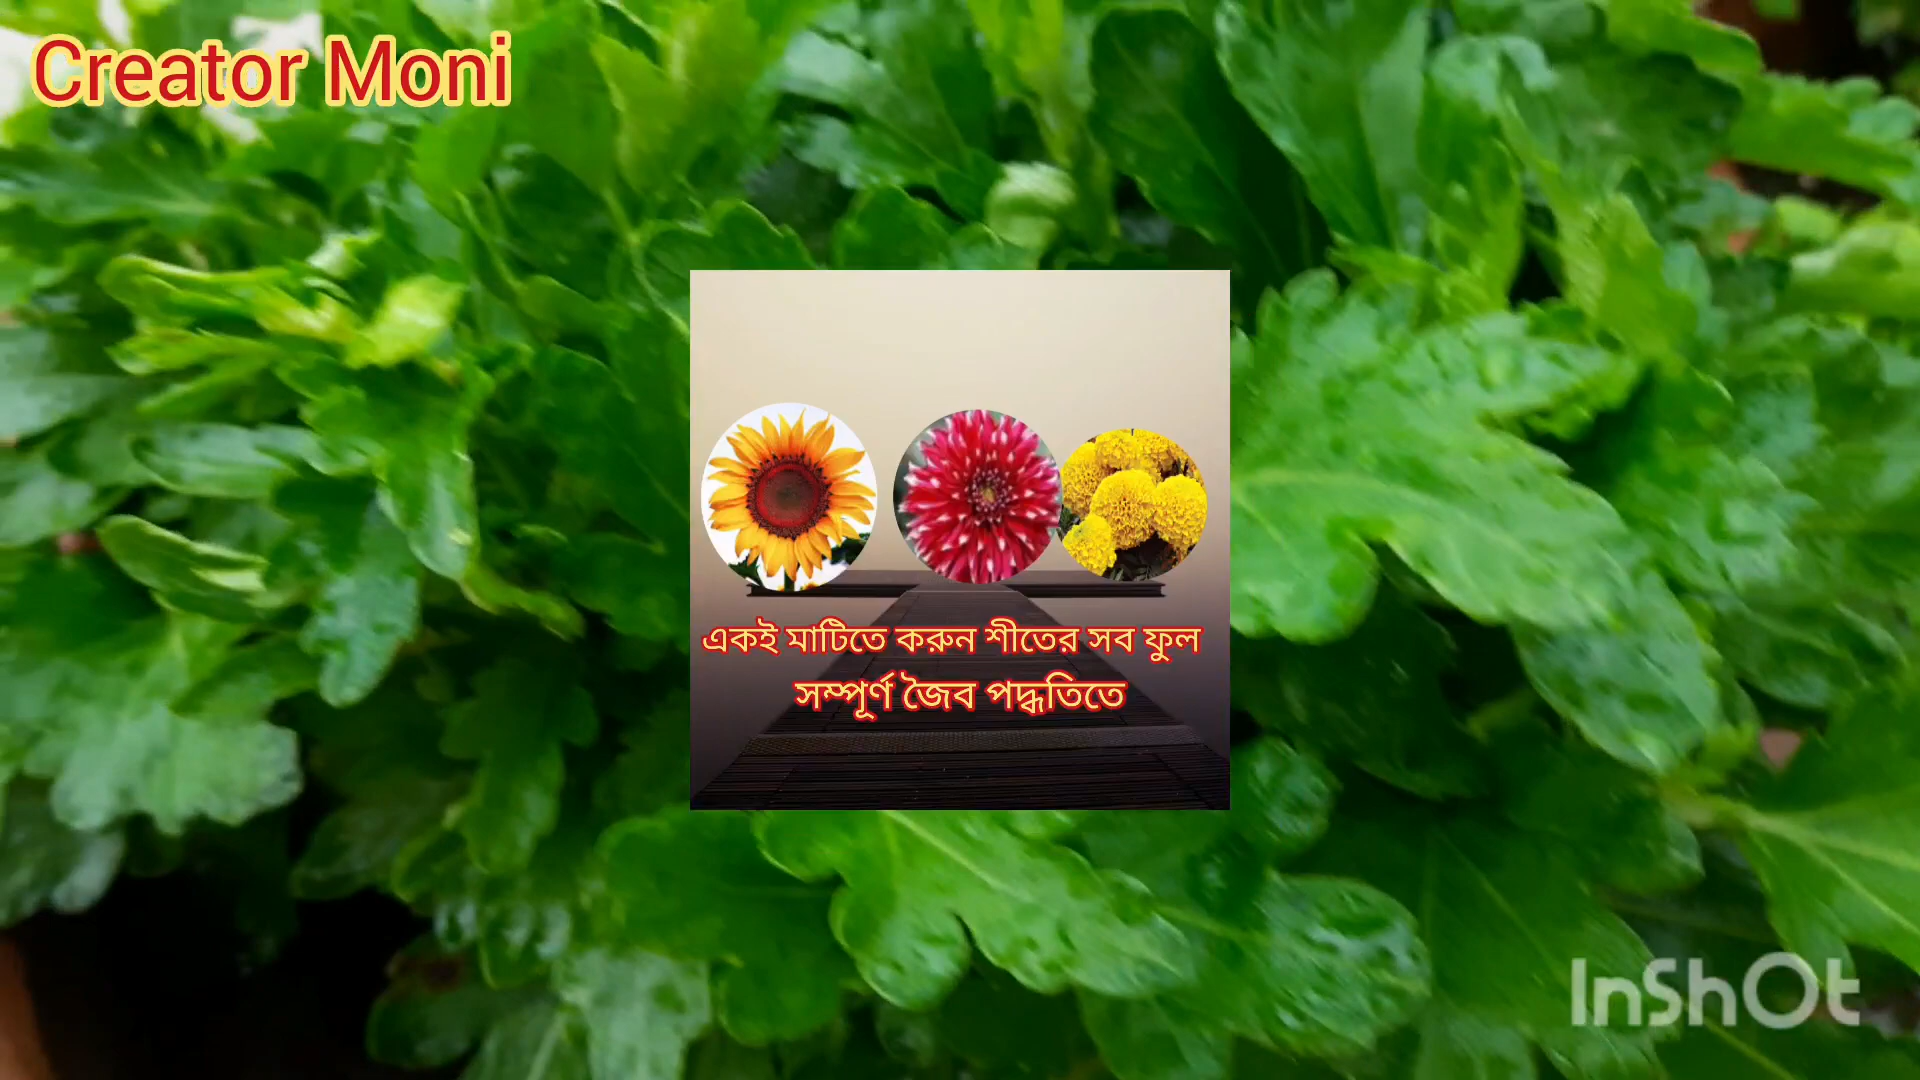 Creator Moni
একই মাটিতে করুন শীতের সব ফুল
সম্পূর্ণ জৈব পদ্ধতিতে
InShOt